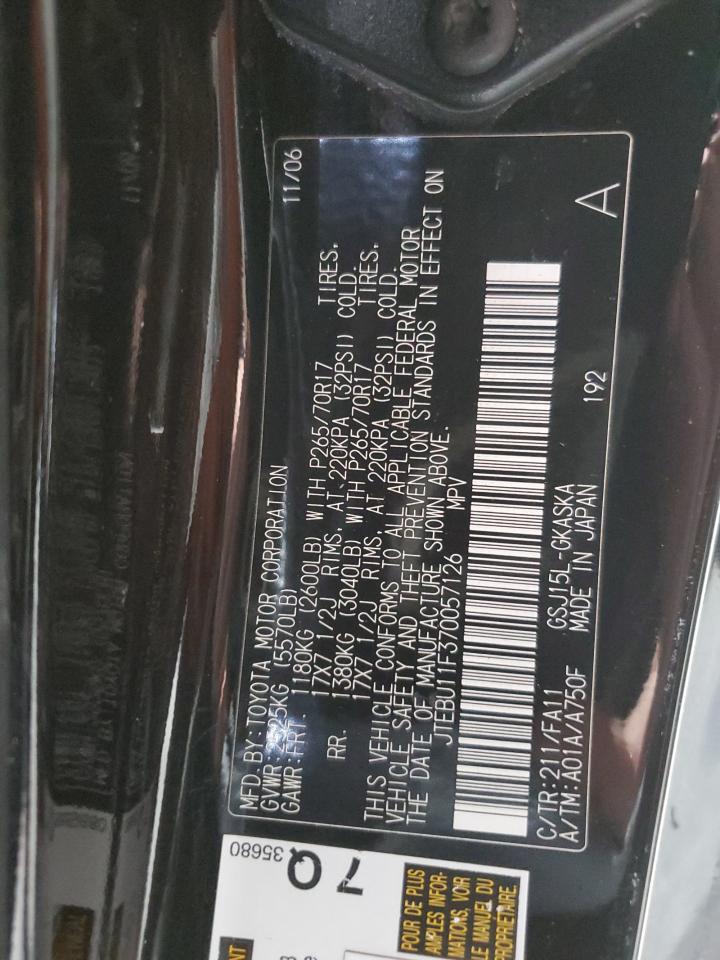 MFD. BY: TOYOTA MOTOR CORPORATION 11/06
GVWR: 2525KG (5570LB)
GAWR: FRT. 1180KG (2600LB) WITH P265/70R17 TIRES,
17X7 1/2J RIMS, AT 220KPA (32PSI) COLD.
RR. 1380KG (3040LB) WITH P265/70R17 TIRES,
17X7 1/2J RIMS, AT 220KPA (32PSI) COLD.
THIS VEHICLE CONFORMS TO ALL APPLICABLE FEDERAL MOTOR
VEHICLE SAFETY AND THEFT PREVENTION STANDARDS IN EFFECT ON
THE DATE OF MANUFACTURE SHOWN ABOVE.
JTEBU11F370057126 MPV
C/TR: 211/FA11 GSJ15L-GKASKA 192 A
A/TM: A01A/A750F MADE IN JAPAN
35680
7Q
POUR DE PLUS
AMPLES INFOR-
MATIONS, VOIR
LE MANUEL DU
PROPRIÉTAIRE.